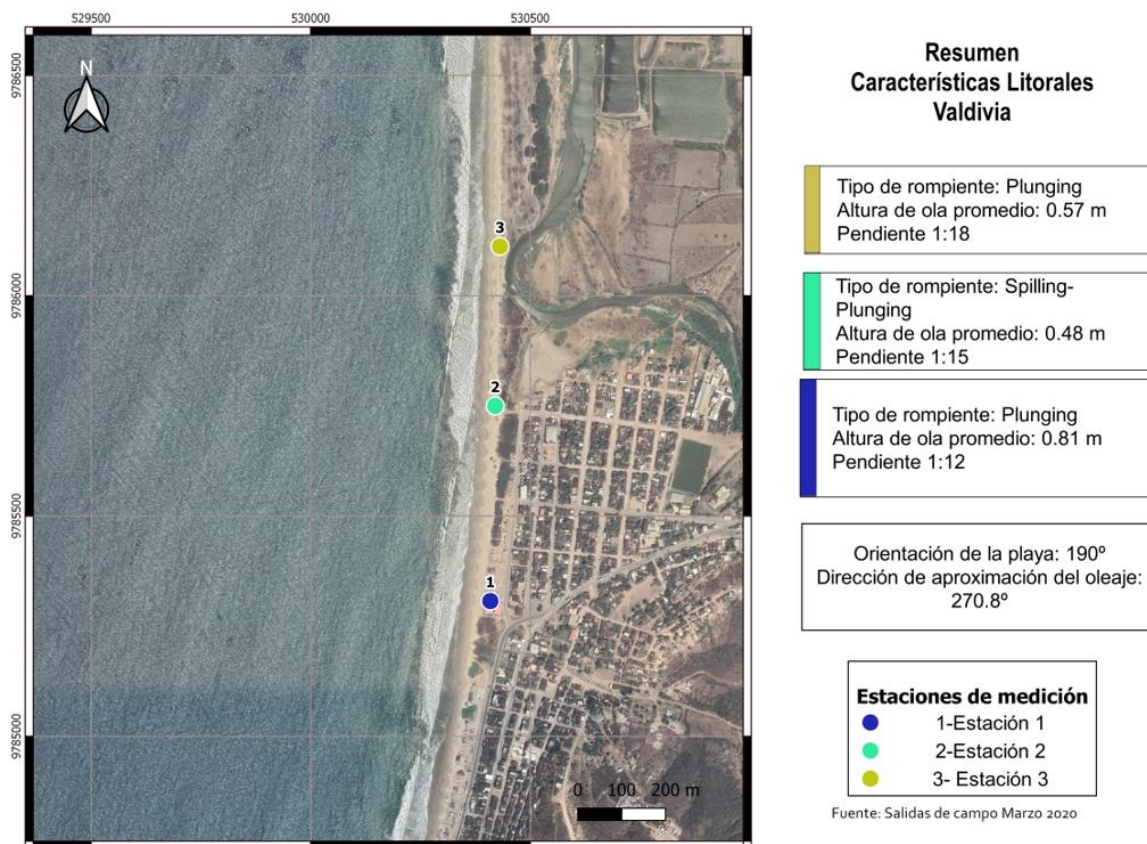 529500
530000
530500
9786500
9786000
9785500
9785000
N
3
2
1
0 100 200 m
Resumen
Características Litorales
Valdivia
Tipo de rompiente: Plunging
Altura de ola promedio: 0.57 m
Pendiente 1:18
Tipo de rompiente: Spilling-
Plunging
Altura de ola promedio: 0.48 m
Pendiente 1:15
Tipo de rompiente: Plunging
Altura de ola promedio: 0.81 m
Pendiente 1:12
Orientación de la playa: 190º
Dirección de aproximación del oleaje:
270.8º
Estaciones de medición
1-Estación 1
2-Estación 2
3- Estación 3
Fuente: Salidas de campo Marzo 2020